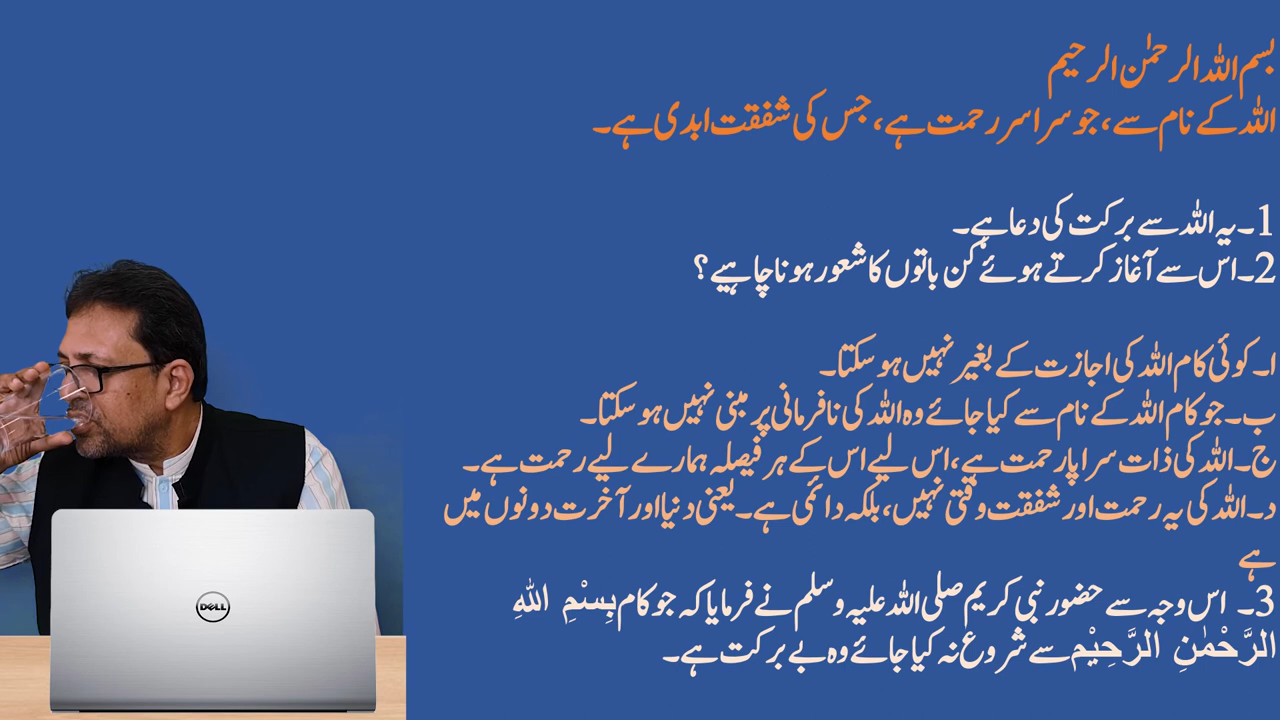 بسم اللہ الرحمٰن الرحیم
اللہ کے نام سے، جو سراسر رحمت ہے، جس کی شفقت ابدی ہے۔
1۔ یہ اللہ سے برکت کی دعا ہے۔
2۔ اس سے آغاز کرتے ہوئے کن باتوں کا شعور ہونا چاہیے؟
ا۔ کوئی کام اللہ کی اجازت کے بغیر نہیں ہو سکتا۔
ب۔ جو کام اللہ کے نام سے کیا جائے وہ اللہ کی نافرمانی پر مبنی نہیں ہو سکتا۔
ج۔ اللہ کی ذات سراپا رحمت ہے، اس لیے اس کے ہر فیصلہ ہمارے لیے رحمت ہے۔
د۔ اللہ کی یہ رحمت اور شفقت وقتی نہیں، بلکہ دائمی ہے۔ یعنی دنیا اور آخرت دونوں میں
ہے
3۔ اس وجہ سے حضور نبی کریم صلی اللہ علیہ وسلم نے فرمایا کہ جو کام بِسْمِ اللہِ
الرَّحْمٰنِ الرَّحِیْم سے شروع نہ کیا جائے وہ بے برکت ہے۔
DELL